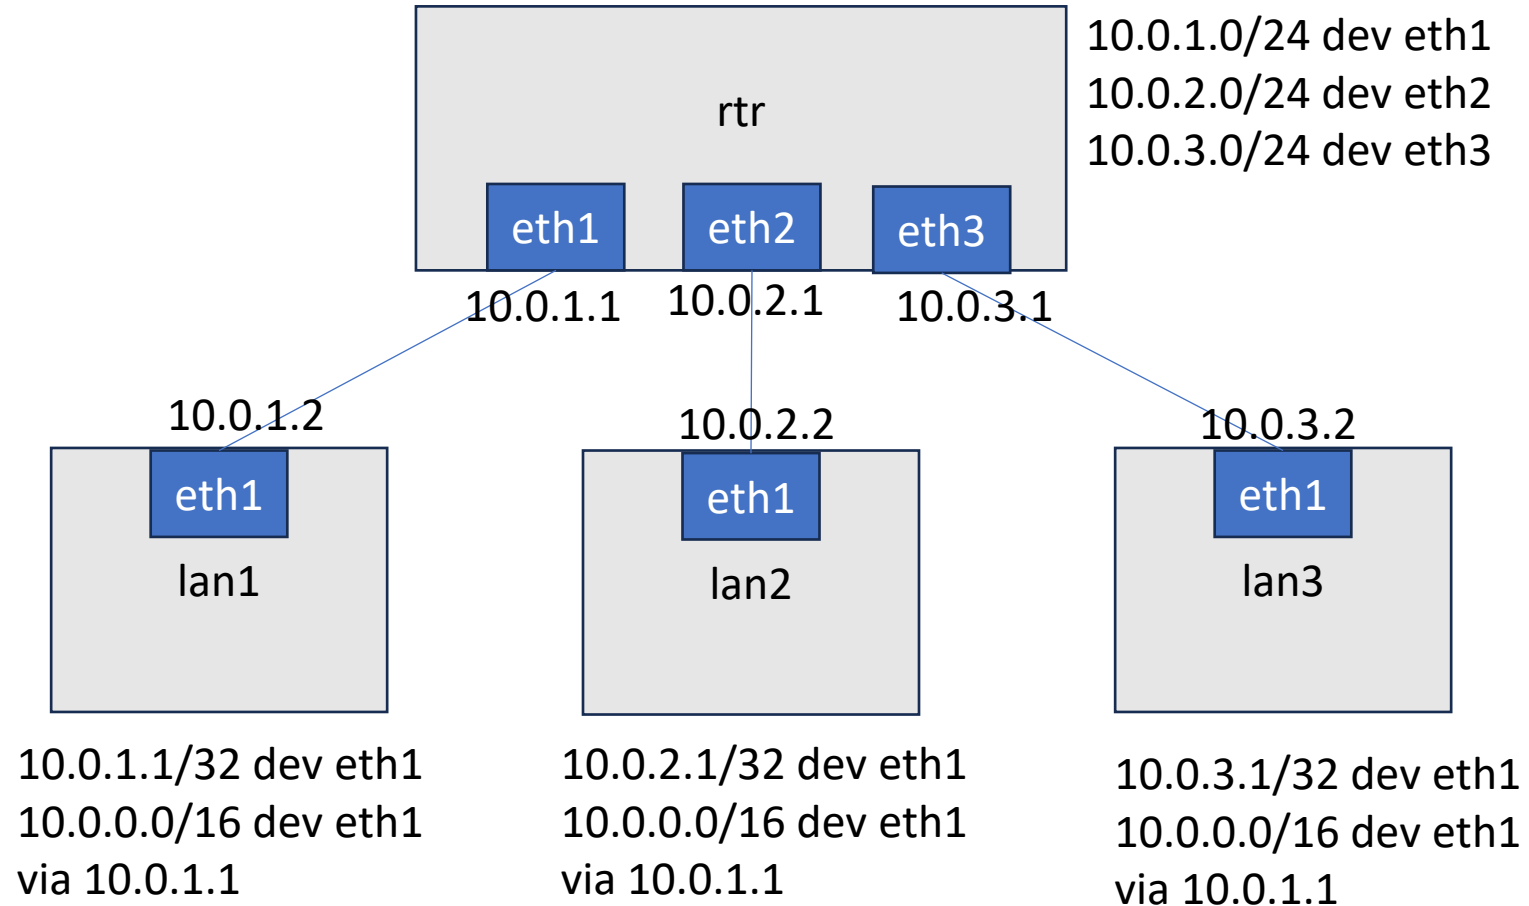 10.0.1.0/24 dev eth1
10.0.2.0/24 dev eth2
10.0.3.0/24 dev eth3
rtr
eth1
eth2
eth3
10.0.1.1
10.0.2.1
10.0.3.1
10.0.1.2
10.0.2.2
10.0.3.2
eth1
eth1
eth1
lan1
lan2
lan3
10.0.1.1/32 dev eth1
10.0.0.0/16 dev eth1
via 10.0.1.1
10.0.2.1/32 dev eth1
10.0.0.0/16 dev eth1
via 10.0.1.1
10.0.3.1/32 dev eth1
10.0.0.0/16 dev eth1
via 10.0.1.1